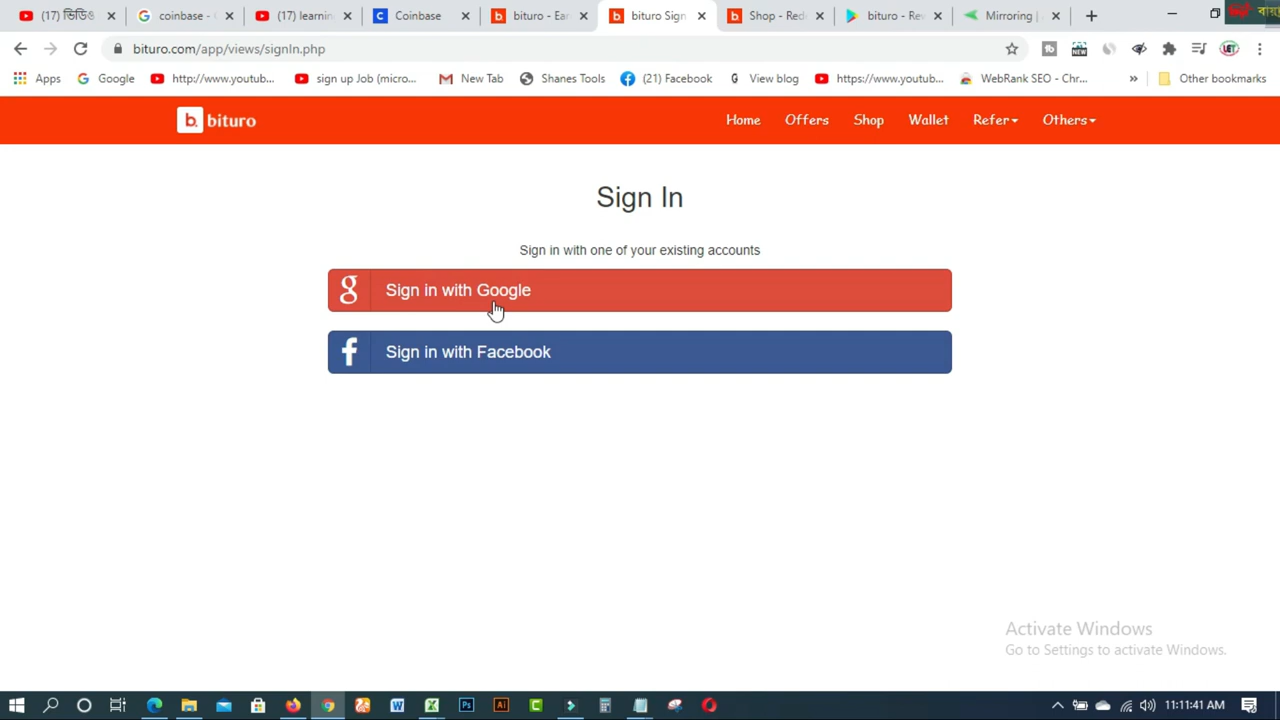 (17) ভিডিও
coinbase - G
(17) learnin
Coinbase
bituro - Ea
bituro Sign
Shop - Red
bituro - Rev
Mirroring |
bituro.com/app/views/signIn.php
Apps
Google
http://www.youtub...
sign up Job (micro...
New Tab
Shanes Tools
(21) Facebook
View blog
https://www.youtub...
WebRank SEO - Chr...
»
Other bookmarks
b. bituro
Home
Offers
Shop
Wallet
Refer
Others
Sign In
Sign in with one of your existing accounts
Sign in with Google
Sign in with Facebook
Activate Windows
Go to Settings to activate Windows.
11:11:41 AM